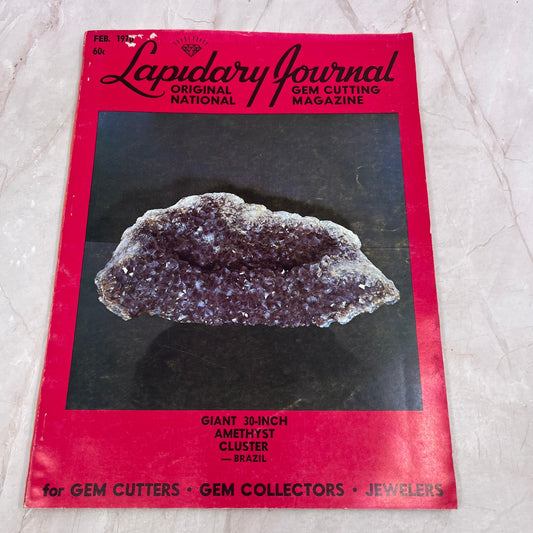 FEB. 1970
60c
Lapidary Journal
ORIGINAL GEM CUTTING
NATIONAL MAGAZINE
GIANT 30-INCH
AMETHYST
CLUSTER
— BRAZIL
for GEM CUTTERS • GEM COLLECTORS • JEWELERS